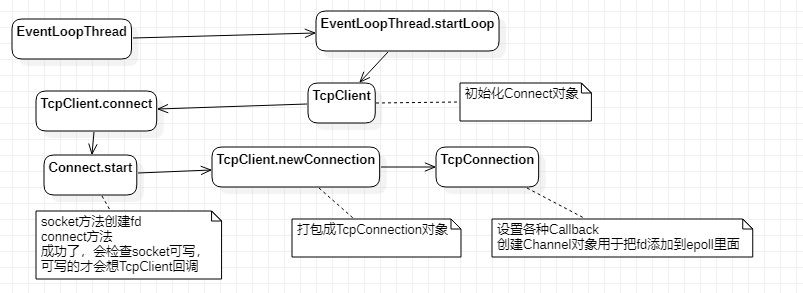 EventLoopThread
EventLoopThread.startLoop
TcpClient
初始化Connect对象
TcpClient.connect
Connect.start
TcpClient.newConnection
TcpConnection
socket方法创建fd
connect方法
成功了，会检查socket可写，
可写的才会想TcpClient回调
打包成TcpConnection对象
设置各种Callback
创建Channel对象用于把fd添加到epoll里面